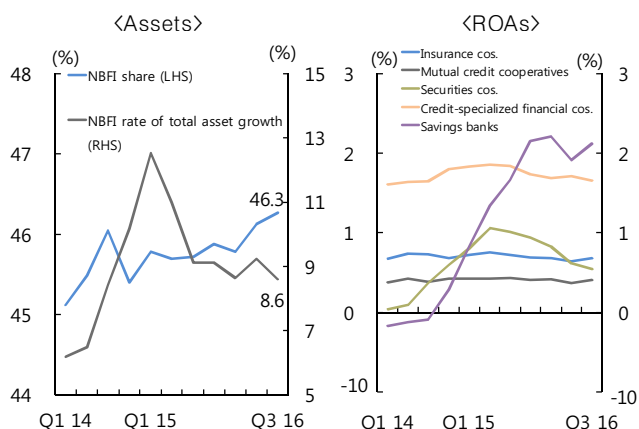 <Assets>
(%)
(%)
48
47
46
45
44
15
13
11
9
7
5
NBFI share (LHS)
NBFI rate of total asset growth
(RHS)
46.3
8.6
Q1 14
Q1 15
Q3 16
<ROAs>
(%)
(%)
3
2
1
0
-10
3
2
1
0
-10
Insurance cos.
Mutual credit cooperatives
Securities cos.
Credit-specialized financial cos.
Savings banks
Q1 14
Q1 15
Q3 16